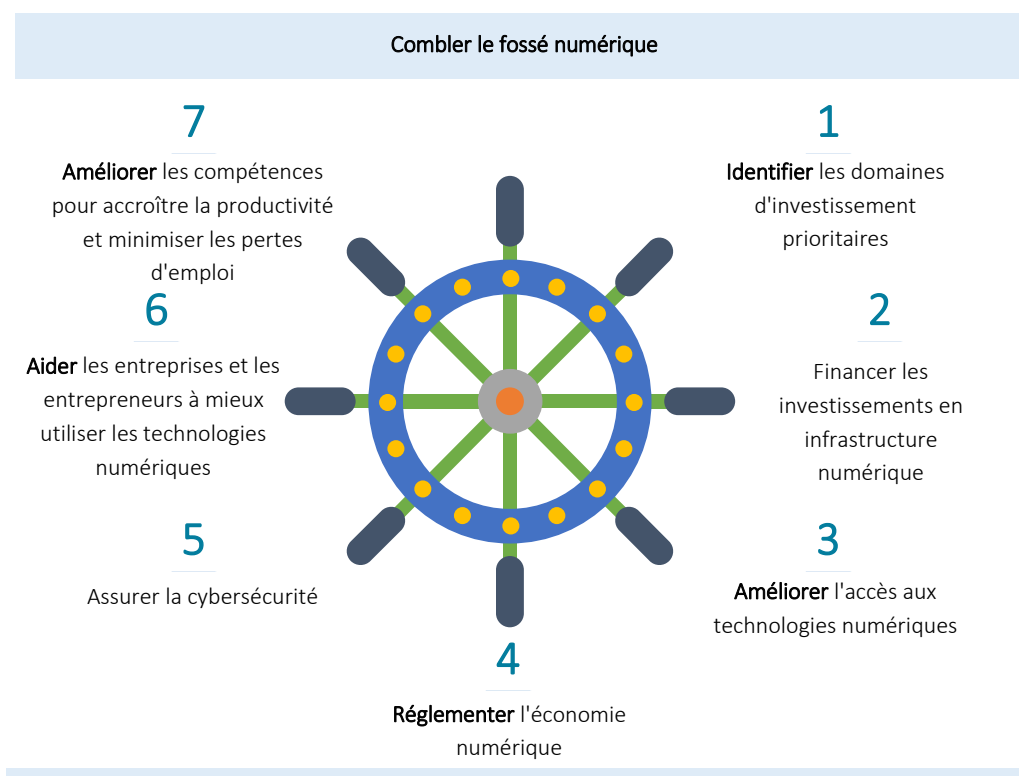 Combler le fossé numérique
1
Identifier les domaines
d'investissement
prioritaires
2
Financer les
investissements en
infrastructure
numérique
3
Améliorer l'accès aux
technologies numériques
4
Réglementer l'économie
numérique
5
Assurer la cybersécurité
6
Aider les entreprises et les
entrepreneurs à mieux
utiliser les technologies
numériques
7
Améliorer les compétences
pour accroître la productivité
et minimiser les pertes
d'emploi